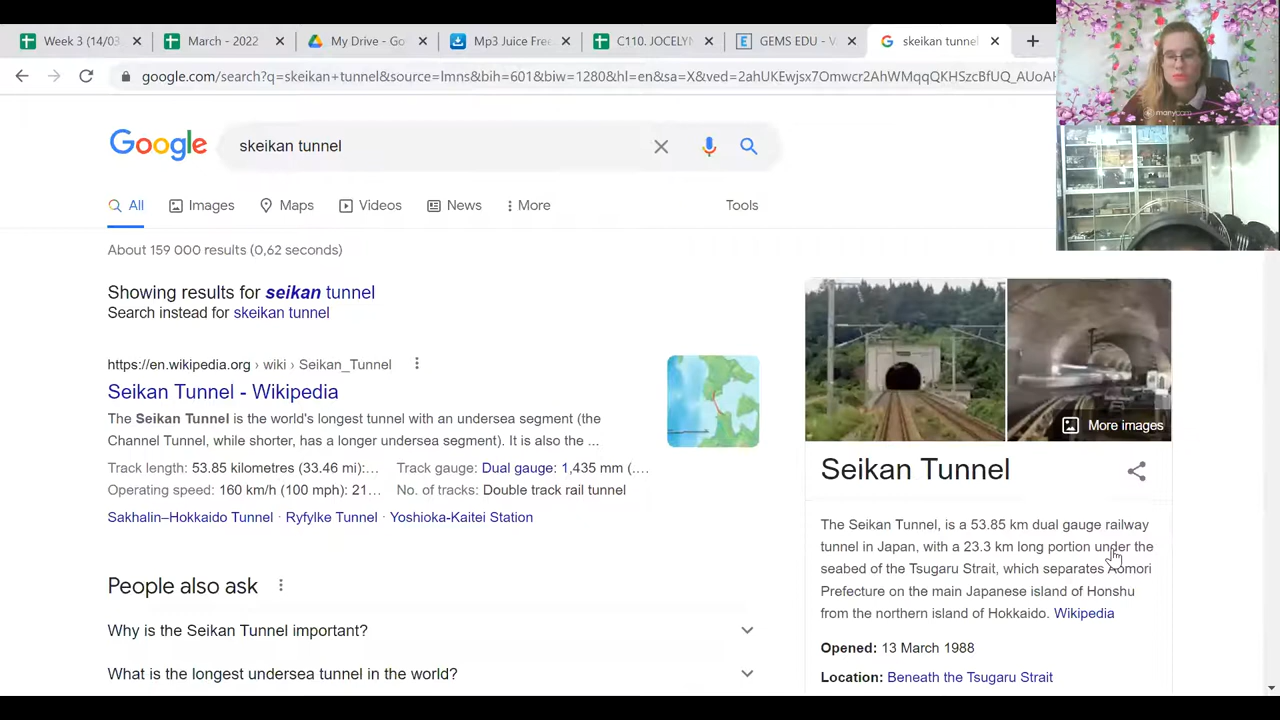 Week 3 (14/03
March - 2022
My Drive - Go
Mp3 Juice Free
C110. JOCELYN
GEMS EDU - V
skeikan tunnel
google.com/search?q=skeikan+tunnel&source=lmns&bih=601&biw=1280&hl=en&sa=X&ved=2ahUKEwjsx7Omwcr2AhWMqqQKHSzcBfUQ_AUoA
manycam
Google
skeikan tunnel
All
Images
Maps
Videos
News
More
Tools
About 159 000 results (0,62 seconds)
Showing results for seikan tunnel
Search instead for skeikan tunnel
https://en.wikipedia.org › wiki › Seikan_Tunnel
Seikan Tunnel - Wikipedia
The Seikan Tunnel is the world's longest tunnel with an undersea segment (the
Channel Tunnel, while shorter, has a longer undersea segment). It is also the ...
Track length: 53.85 kilometres (33.46 mi):... Track gauge: Dual gauge: 1,435 mm (....
Operating speed: 160 km/h (100 mph): 21... No. of tracks: Double track rail tunnel
Sakhalin–Hokkaido Tunnel · Ryfylke Tunnel · Yoshioka-Kaitei Station
People also ask
Why is the Seikan Tunnel important?
What is the longest undersea tunnel in the world?
More images
Seikan Tunnel
The Seikan Tunnel, is a 53.85 km dual gauge railway
tunnel in Japan, with a 23.3 km long portion under the
seabed of the Tsugaru Strait, which separates Aomori
Prefecture on the main Japanese island of Honshu
from the northern island of Hokkaido. Wikipedia
Opened: 13 March 1988
Location: Beneath the Tsugaru Strait